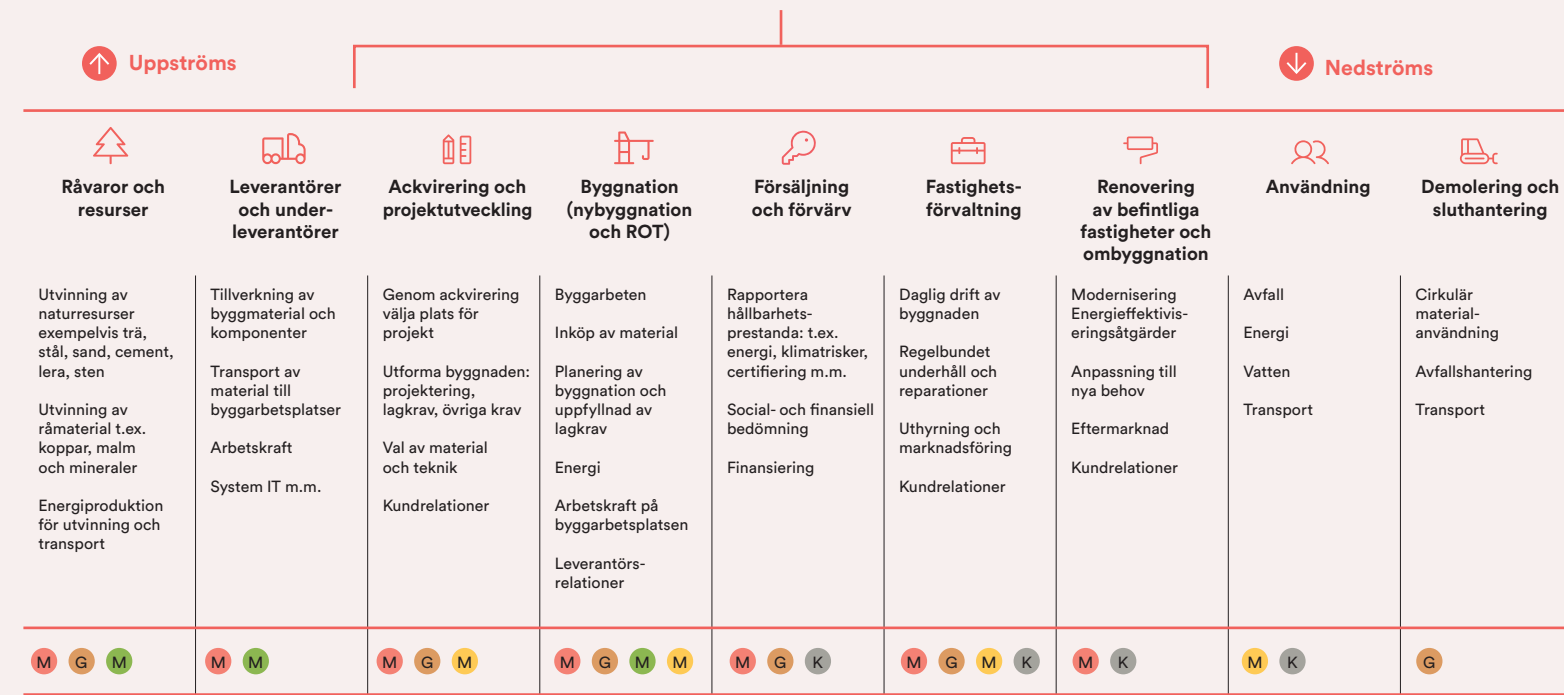 Uppströms
Nedströms
Råvaror och
resurser
Leverantörer
och under-
leverantörer
Ackvirering och
projektutveckling
Byggnation
(nybyggnation
och ROT)
Försäljning
och förvärv
Fastighets-
förvaltning
Renovering
av befintliga
fastigheter och
ombyggnation
Användning
Demolering och
sluthantering
Utvinning av
naturresurser
exempelvis trä,
stål, sand, cement,
lera, sten
Utvinning av
råmaterial t.ex.
koppar, malm
och mineraler
Energiproduktion
för utvinning och
transport
Tillverkning av
byggmaterial och
komponenter
Transport av
material till
byggarbetsplatser
Arbetskraft
System IT m.m.
Genom ackvirering
välja plats för
projekt
Utforma byggnaden:
projektering,
lagkrav, övriga krav
Val av material
och teknik
Kundrelationer
Byggarbeten
Inköp av material
Planering av
byggnation och
uppfyllnad av
lagkrav
Energi
Arbetskraft på
byggarbetsplatsen
Leverantörs-
relationer
Rapportera
hållbarhets-
prestanda: t.ex.
energi, klimatrisker,
certifiering m.m.
Social- och finansiell
bedömning
Finansiering
Daglig drift av
byggnaden
Regelbundet
underhåll och
reparationer
Uthyrning och
marknadsföring
Kundrelationer
Modernisering
Energieffektivis-
eringsåtgärder
Anpassning till
nya behov
Eftermarknad
Kundrelationer
Avfall
Energi
Vatten
Transport
Cirkulär
material-
användning
Avfallshantering
Transport
M G M
M M
M G M
M G M M
M G K
M G M K
M K
M K
G